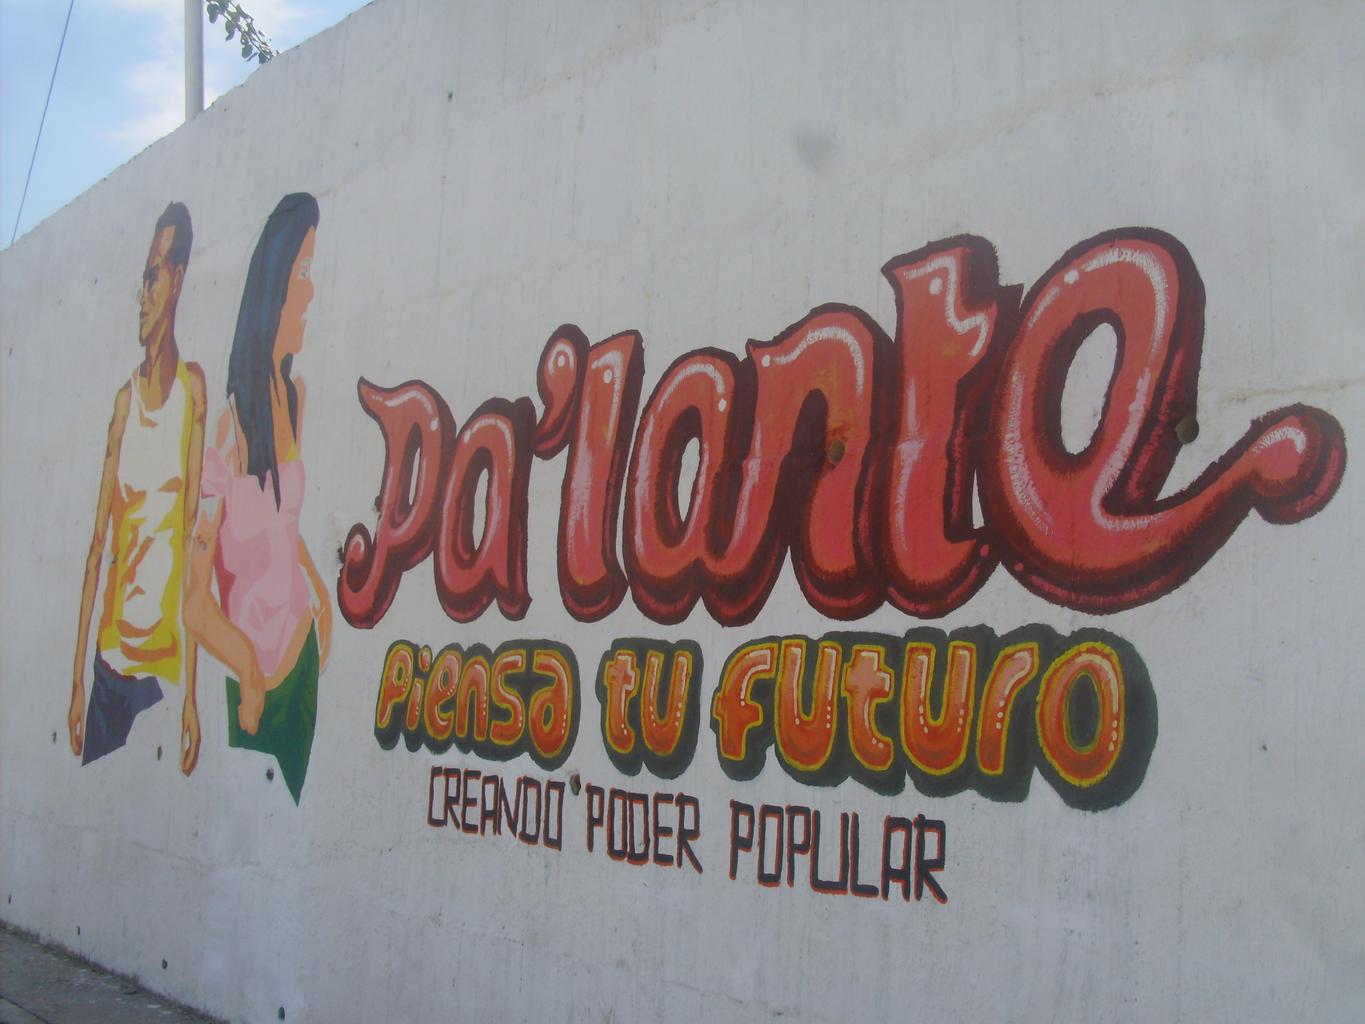 Pa'lante
Piensa tu futuro
CREANDO PODER POPULAR